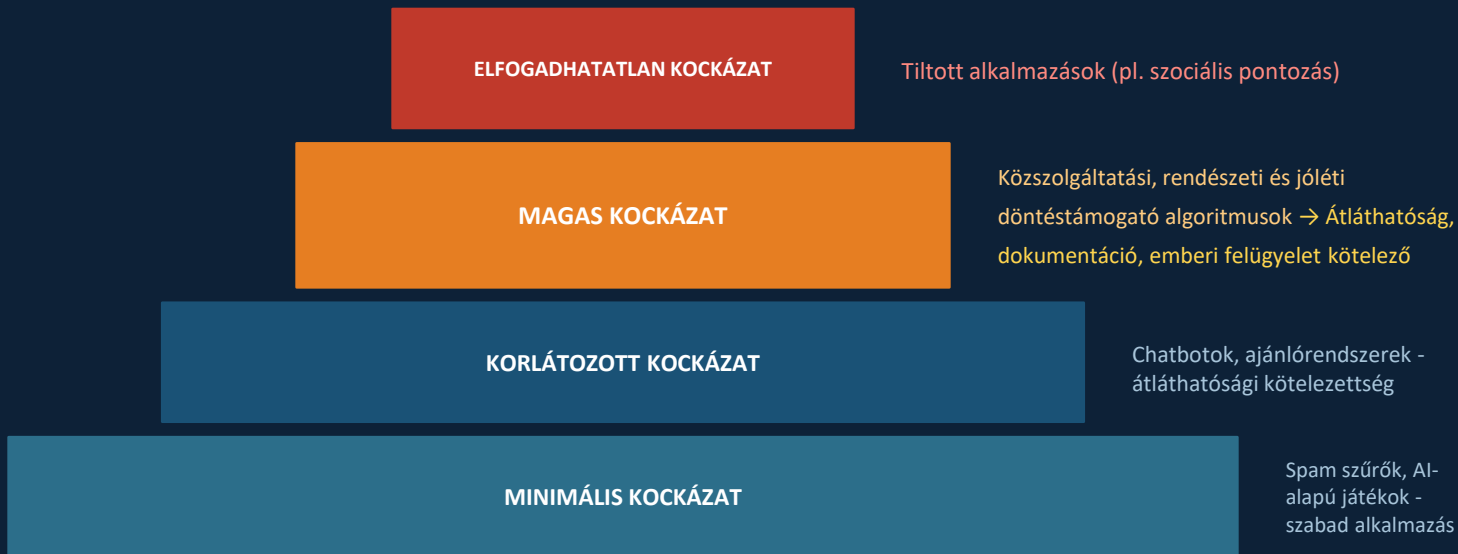 ELFOGADHATATLAN KOCKÁZAT
Tiltott alkalmazások (pl. szociális pontozás)
MAGAS KOCKÁZAT
Közszolgáltatási, rendészeti és jóléti
döntéstámogató algoritmusok → Átláthatóság,
dokumentáció, emberi felügyelet kötelező
KORLÁTOZOTT KOCKÁZAT
Chatbotok, ajánlórendszerek -
átláthatósági kötelezettség
MINIMÁLIS KOCKÁZAT
Spam szűrők, AI-
alapú játékok -
szabad alkalmazás